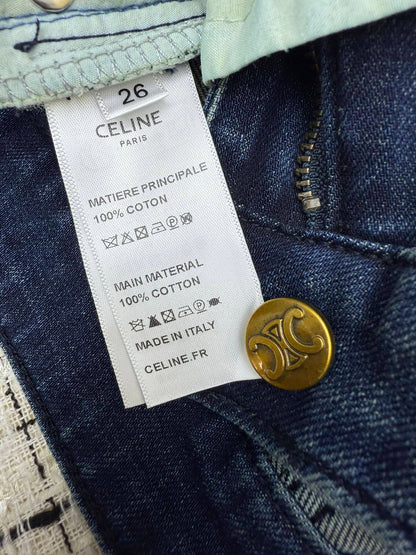 26
CELINE
PARIS
MATIERE PRINCIPALE
100% COTON
MAIN MATERIAL
100% COTTON
MADE IN ITALY
CELINE.FR